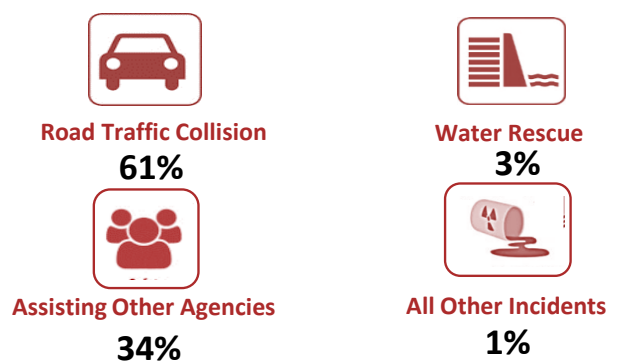 Road Traffic Collision
61%
Water Rescue
3%
Assisting Other Agencies
34%
All Other Incidents
1%